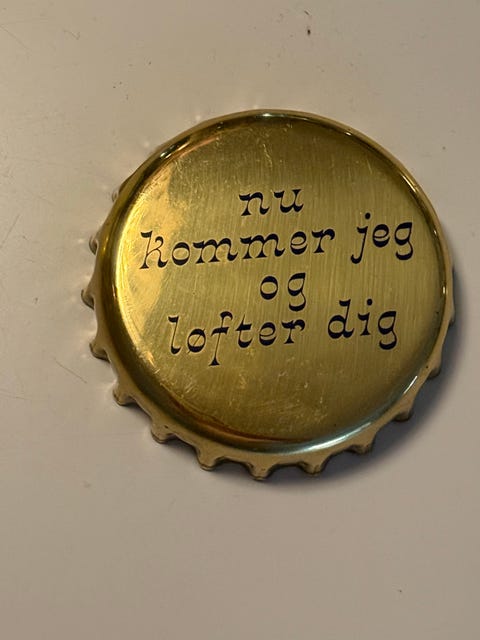 nu
kommer jeg
og
løfter dig